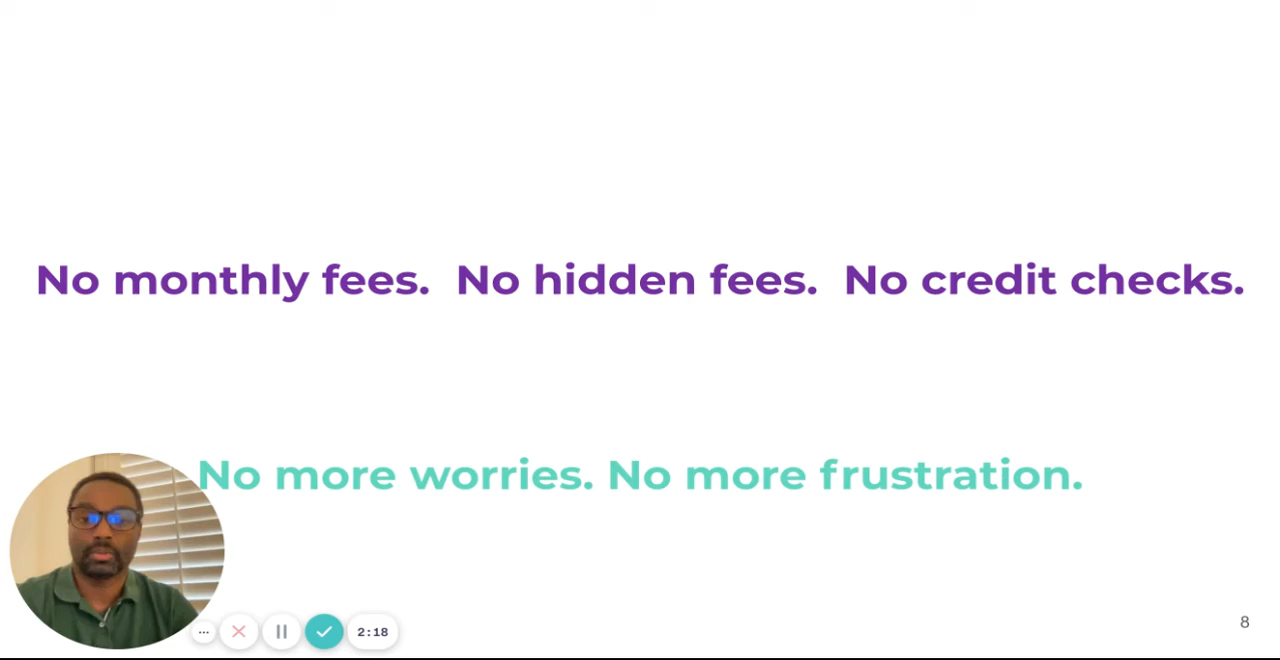 No monthly fees. No hidden fees. No credit checks.
No more worries. No more frustration.
2:18
8